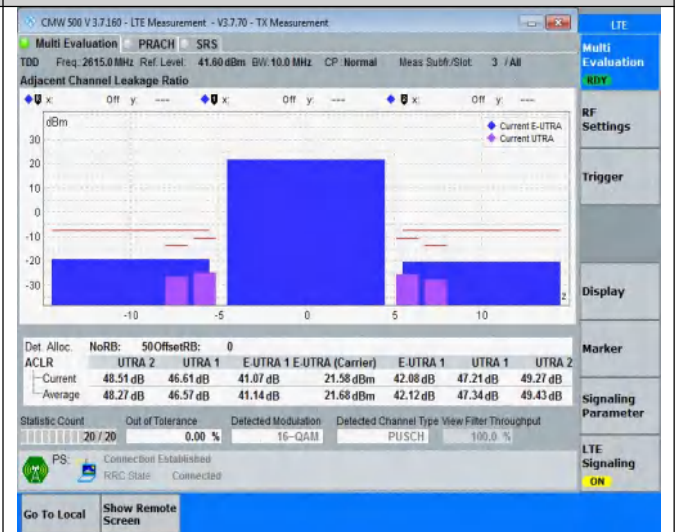 CMW 500 V 3.7.160 - LTE Measurement - V3.7.70 - TX Measurement
LTE
Multi Evaluation PRACH SRS
Multi Evaluation
RDY
TDD Freq.:2615.0 MHz Ref. Level: 41.60 dBm BW: 10.0 MHz CP: Normal Meas Subfr./Slot: 3 / All
Adjacent Channel Leakage Ratio
x: Off y: --- x: Off y: --- x: Off y: ---
dBm
Current E-UTRA
Current UTRA
30
20
10
0
-10
-20
-30
-10 -5 0 5 10
RF Settings
Trigger
Display
Marker
Signaling Parameter
LTE Signaling
ON
Det. Alloc. NoRB: 50 OffsetRB: 0
ACLR UTRA 2 UTRA 1 E-UTRA 1 E-UTRA (Carrier) E-UTRA 1 UTRA 1 UTRA 2
Current 48.51 dB 46.61 dB 41.07 dB 21.58 dBm 42.08 dB 47.21 dB 49.27 dB
Average 48.27 dB 46.57 dB 41.14 dB 21.68 dBm 42.12 dB 47.34 dB 49.43 dB
Statistic Count Out of Tolerance Detected Modulation Detected Channel Type View Filter Throughput
20 / 20 0.00 % 16-QAM PUSCH 100.0 %
PS: Connection Established
RRC State Connected
Go To Local Show Remote Screen